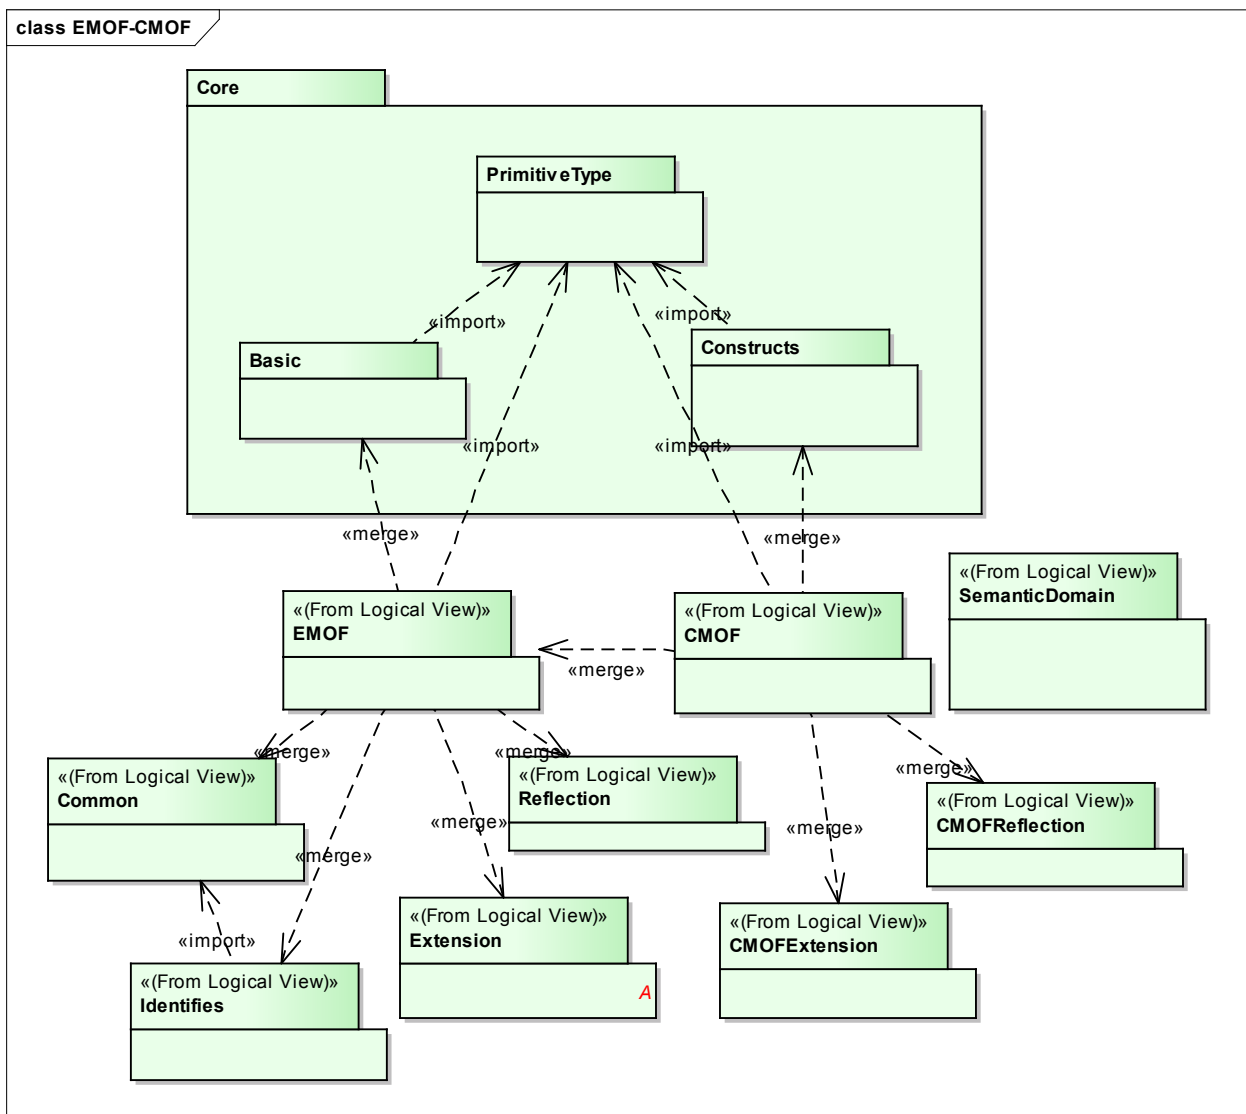 class EMOF-CMOF
Core
PrimitiveType
«import»
«import»
Basic
Constructs
«import»
«import»
«merge»
«merge»
«(From Logical View)»
SemanticDomain
«(From Logical View)»
EMOF
«(From Logical View)»
CMOF
«merge»
«merge»
«merge»
«(From Logical View)»
Common
«(From Logical View)»
Reflection
«merge»
«(From Logical View)»
CMOFReflection
«merge»
«merge»
«merge»
«(From Logical View)»
Extension
A
«(From Logical View)»
CMOFExtension
«import»
«(From Logical View)»
Identifies